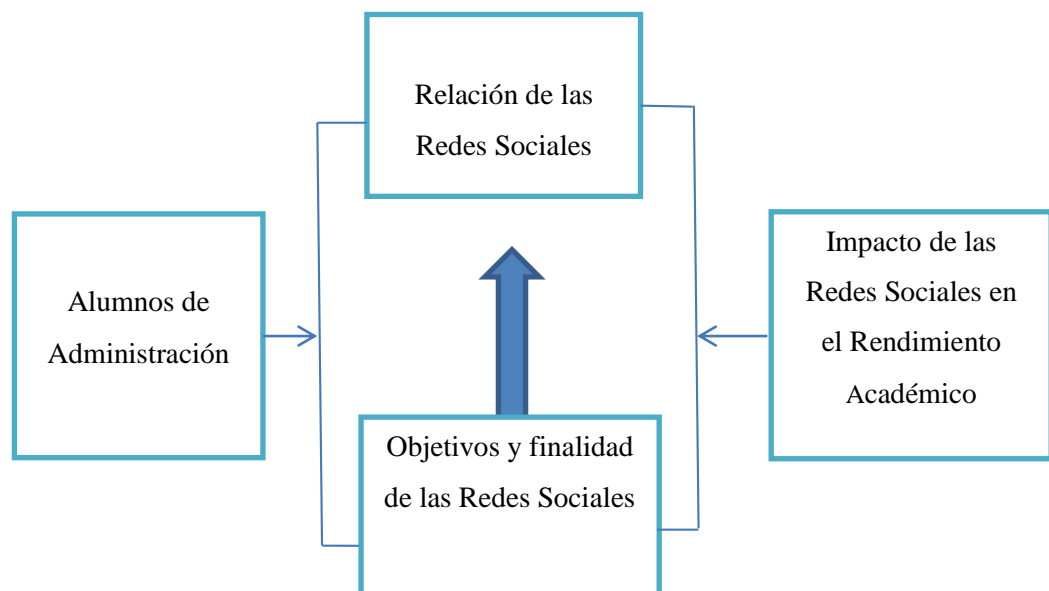 Relación de las
Redes Sociales
Alumnos de
Administración
Impacto de las
Redes Sociales en
el Rendimiento
Académico
Objetivos y finalidad
de las Redes Sociales